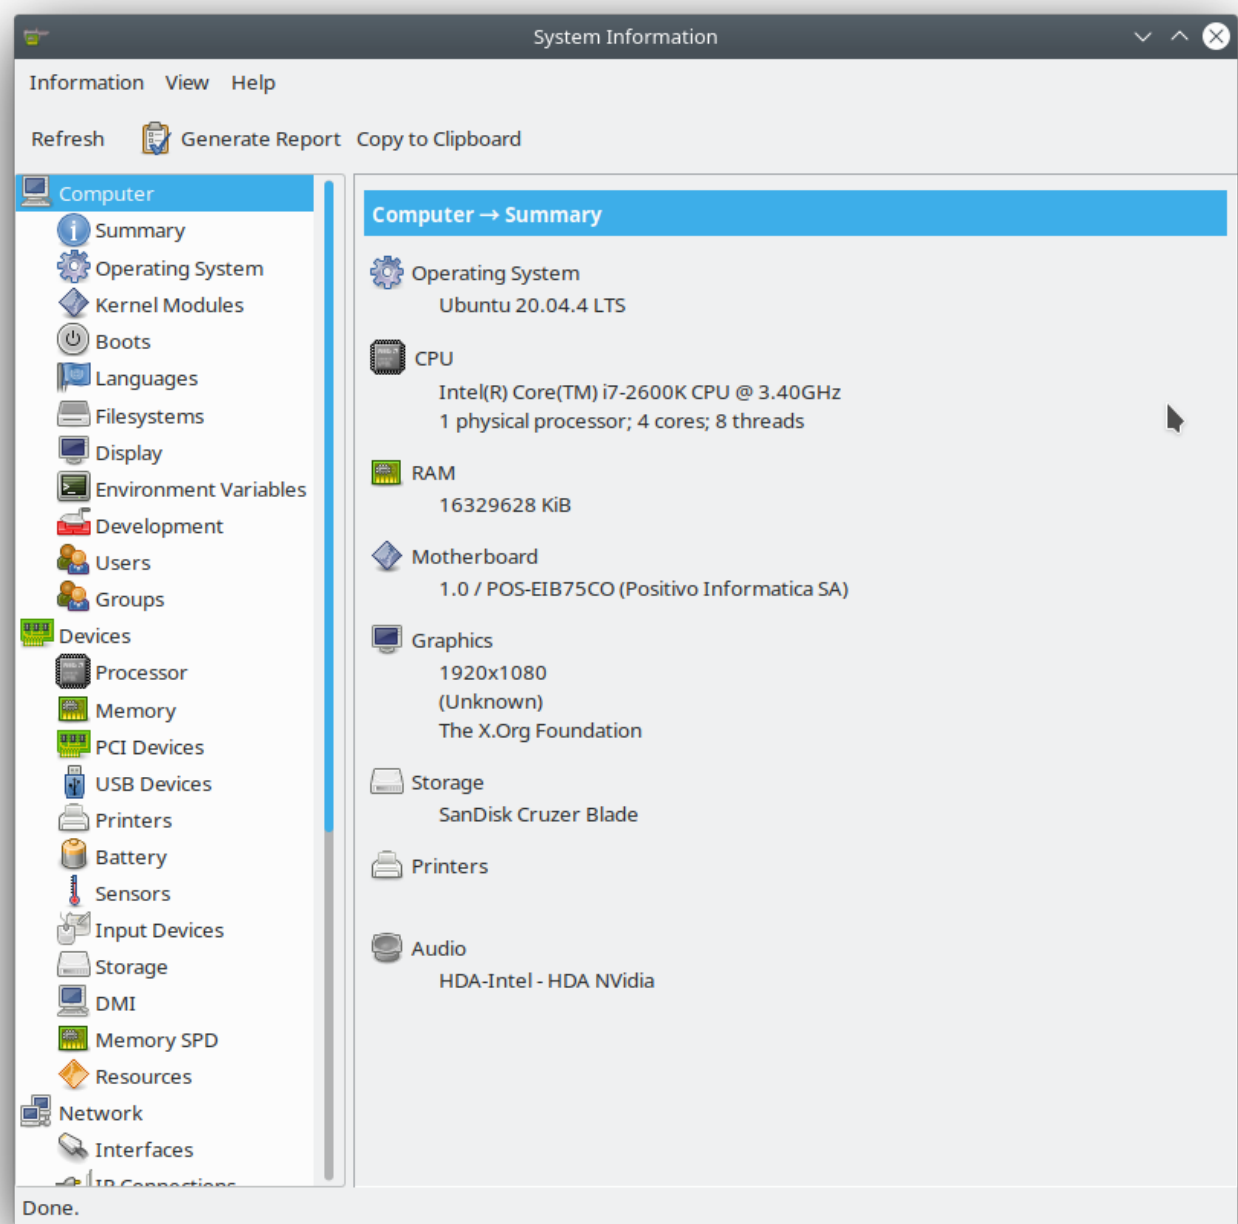 System Information
Information View Help
Refresh Generate Report Copy to Clipboard
Computer
Summary
Operating System
Kernel Modules
Boots
Languages
Filesystems
Display
Environment Variables
Development
Users
Groups
Devices
Processor
Memory
PCI Devices
USB Devices
Printers
Battery
Sensors
Input Devices
Storage
DMI
Memory SPD
Resources
Network
Interfaces
IP Connections
Computer → Summary
Operating System
Ubuntu 20.04.4 LTS
CPU
Intel(R) Core(TM) i7-2600K CPU @ 3.40GHz
1 physical processor; 4 cores; 8 threads
RAM
16329628 KiB
Motherboard
1.0 / POS-EIB75CO (Positivo Informatica SA)
Graphics
1920x1080
(Unknown)
The X.Org Foundation
Storage
SanDisk Cruzer Blade
Printers
Audio
HDA-Intel - HDA NVidia
Done.